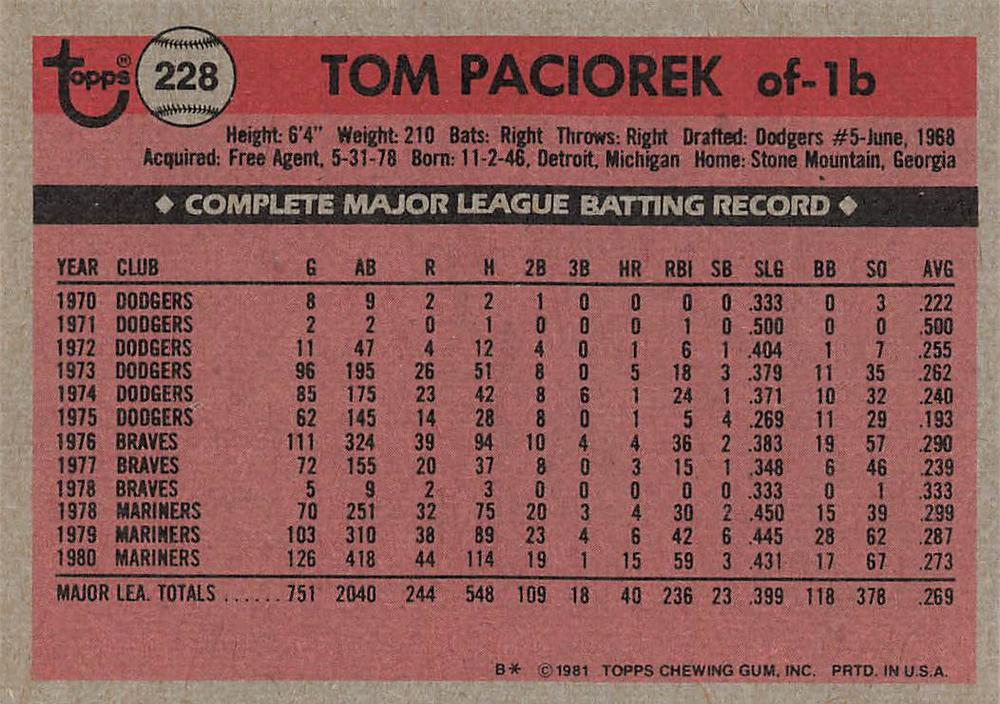 topps® 228 TOM PACIOREK of-1b
Height: 6'4" Weight: 210 Bats: Right Throws: Right Drafted: Dodgers #5-June, 1968
Acquired: Free Agent, 5-31-78 Born: 11-2-46, Detroit, Michigan Home: Stone Mountain, Georgia
◆ COMPLETE MAJOR LEAGUE BATTING RECORD ◆
YEAR CLUB G AB R H 2B 3B HR RBI SB SLG BB SO AVG
1970 DODGERS 8 9 2 2 1 0 0 0 0 .333 0 3 .222
1971 DODGERS 2 2 0 1 0 0 0 1 0 .500 0 0 .500
1972 DODGERS 11 47 4 12 4 0 1 6 1 .404 1 7 .255
1973 DODGERS 96 195 26 51 8 0 5 18 3 .379 11 35 .262
1974 DODGERS 85 175 23 42 8 6 1 24 1 .371 10 32 .240
1975 DODGERS 62 145 14 28 8 0 1 5 4 .269 11 29 .193
1976 BRAVES 111 324 39 94 10 4 4 36 2 .383 19 57 .290
1977 BRAVES 72 155 20 37 8 0 3 15 1 .348 6 46 .239
1978 BRAVES 5 9 2 3 0 0 0 0 0 .333 0 1 .333
1978 MARINERS 70 251 32 75 20 3 4 30 2 .450 15 39 .299
1979 MARINERS 103 310 38 89 23 4 6 42 6 .445 28 62 .287
1980 MARINERS 126 418 44 114 19 1 15 59 3 .431 17 67 .273
MAJOR LEA. TOTALS ...... 751 2040 244 548 109 18 40 236 23 .399 118 378 .269
B* © 1981 TOPPS CHEWING GUM, INC. PRTD. IN U.S.A.